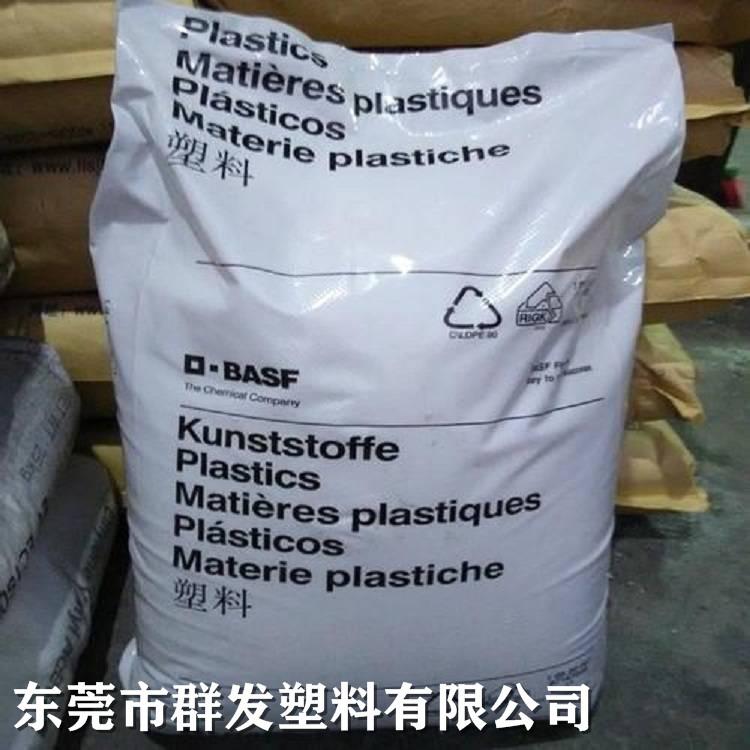 Plastics
Matières plastiques
Plásticos
Materie plastiche
塑料
RIGK
BASF
The Chemical Company
Kunststoffe
Plastics
Matières plastiques
Plásticos
Materie plastiche
塑料
东莞市群发塑料有限公司